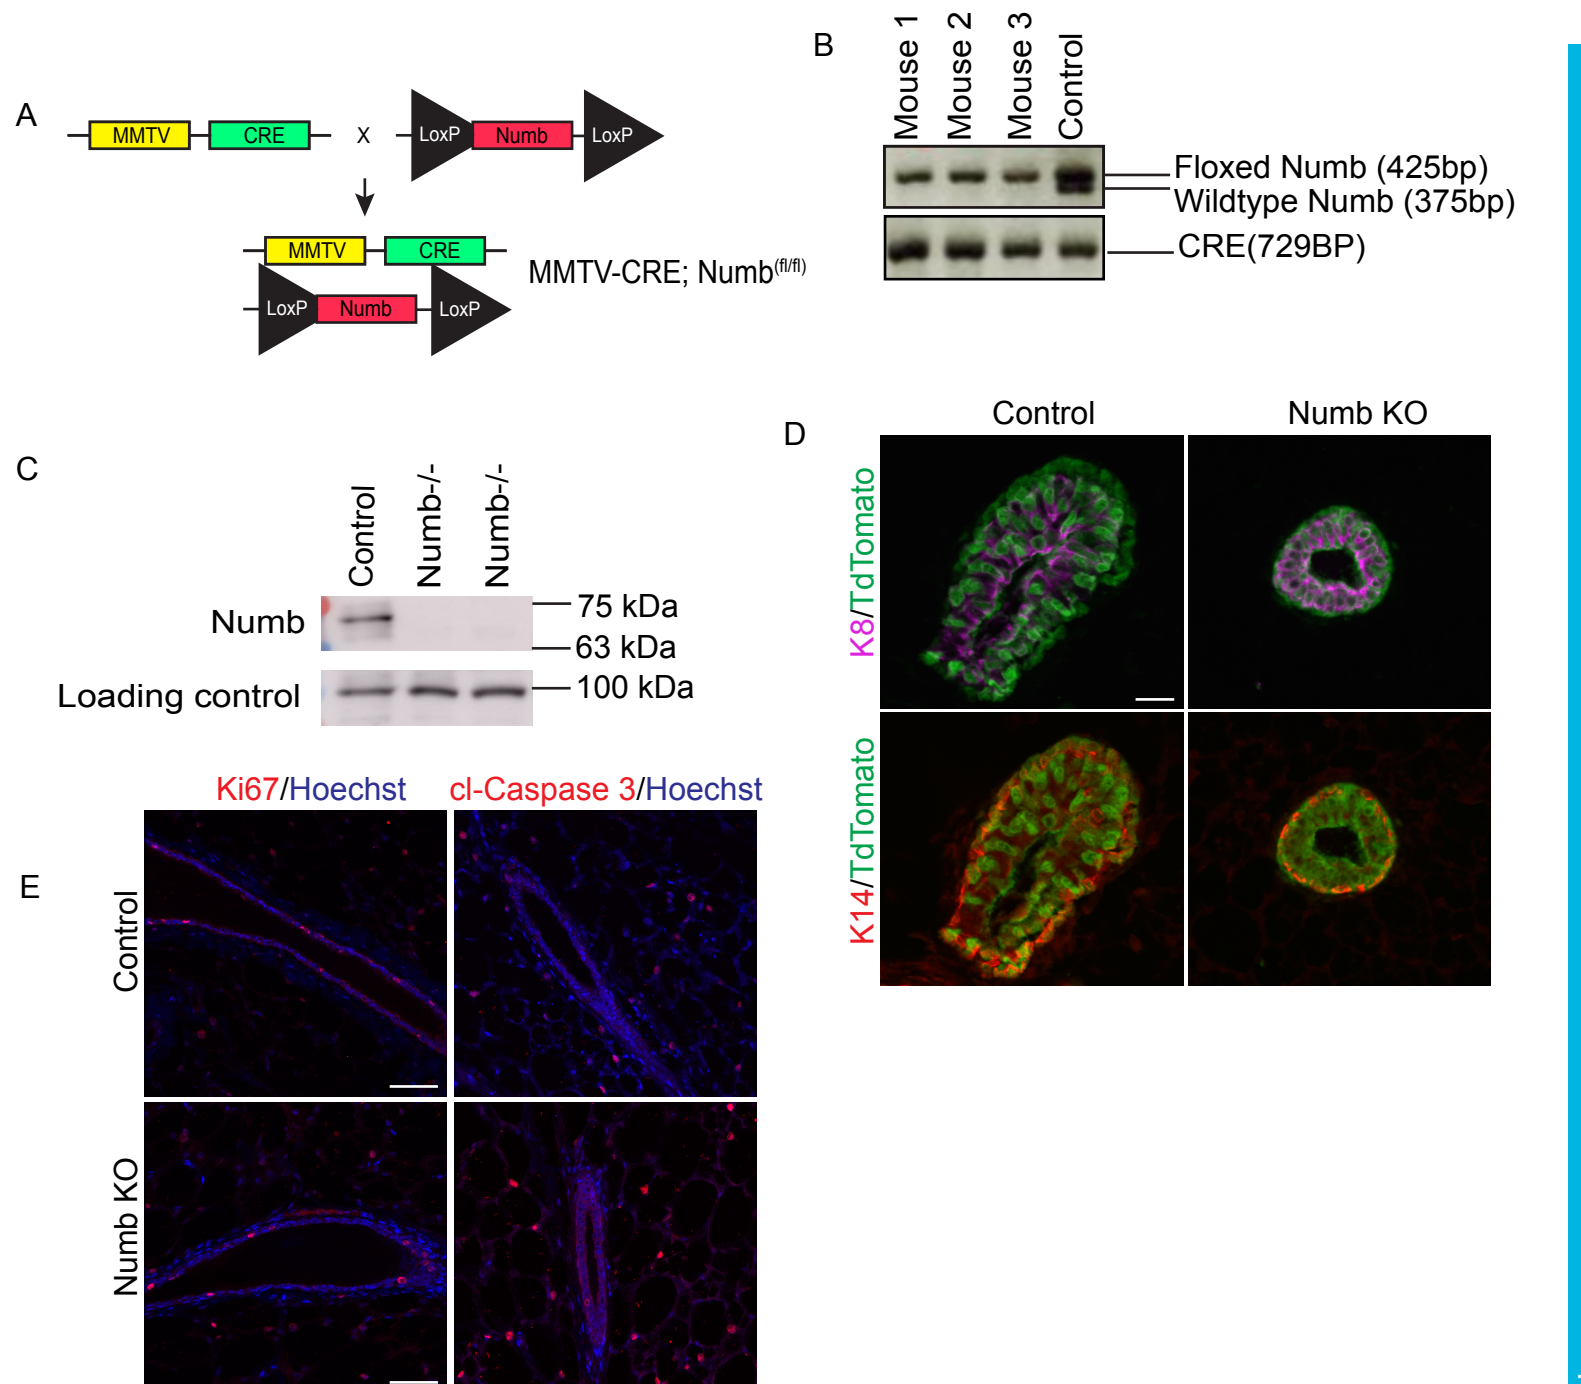 A
MMTV
CRE
X
LoxP
Numb
LoxP
MMTV
CRE
LoxP
Numb
LoxP
MMTV-CRE; Numb(fl/fl)
B
Mouse 1
Mouse 2
Mouse 3
Control
Floxed Numb (425bp)
Wildtype Numb (375bp)
CRE(729BP)
C
Control
Numb-/-
Numb-/-
Numb
75 kDa
63 kDa
Loading control
100 kDa
D
Control
Numb KO
K8/TdTomato
K14/TdTomato
E
Ki67/Hoechst
cl-Caspase 3/Hoechst
Control
Numb KO